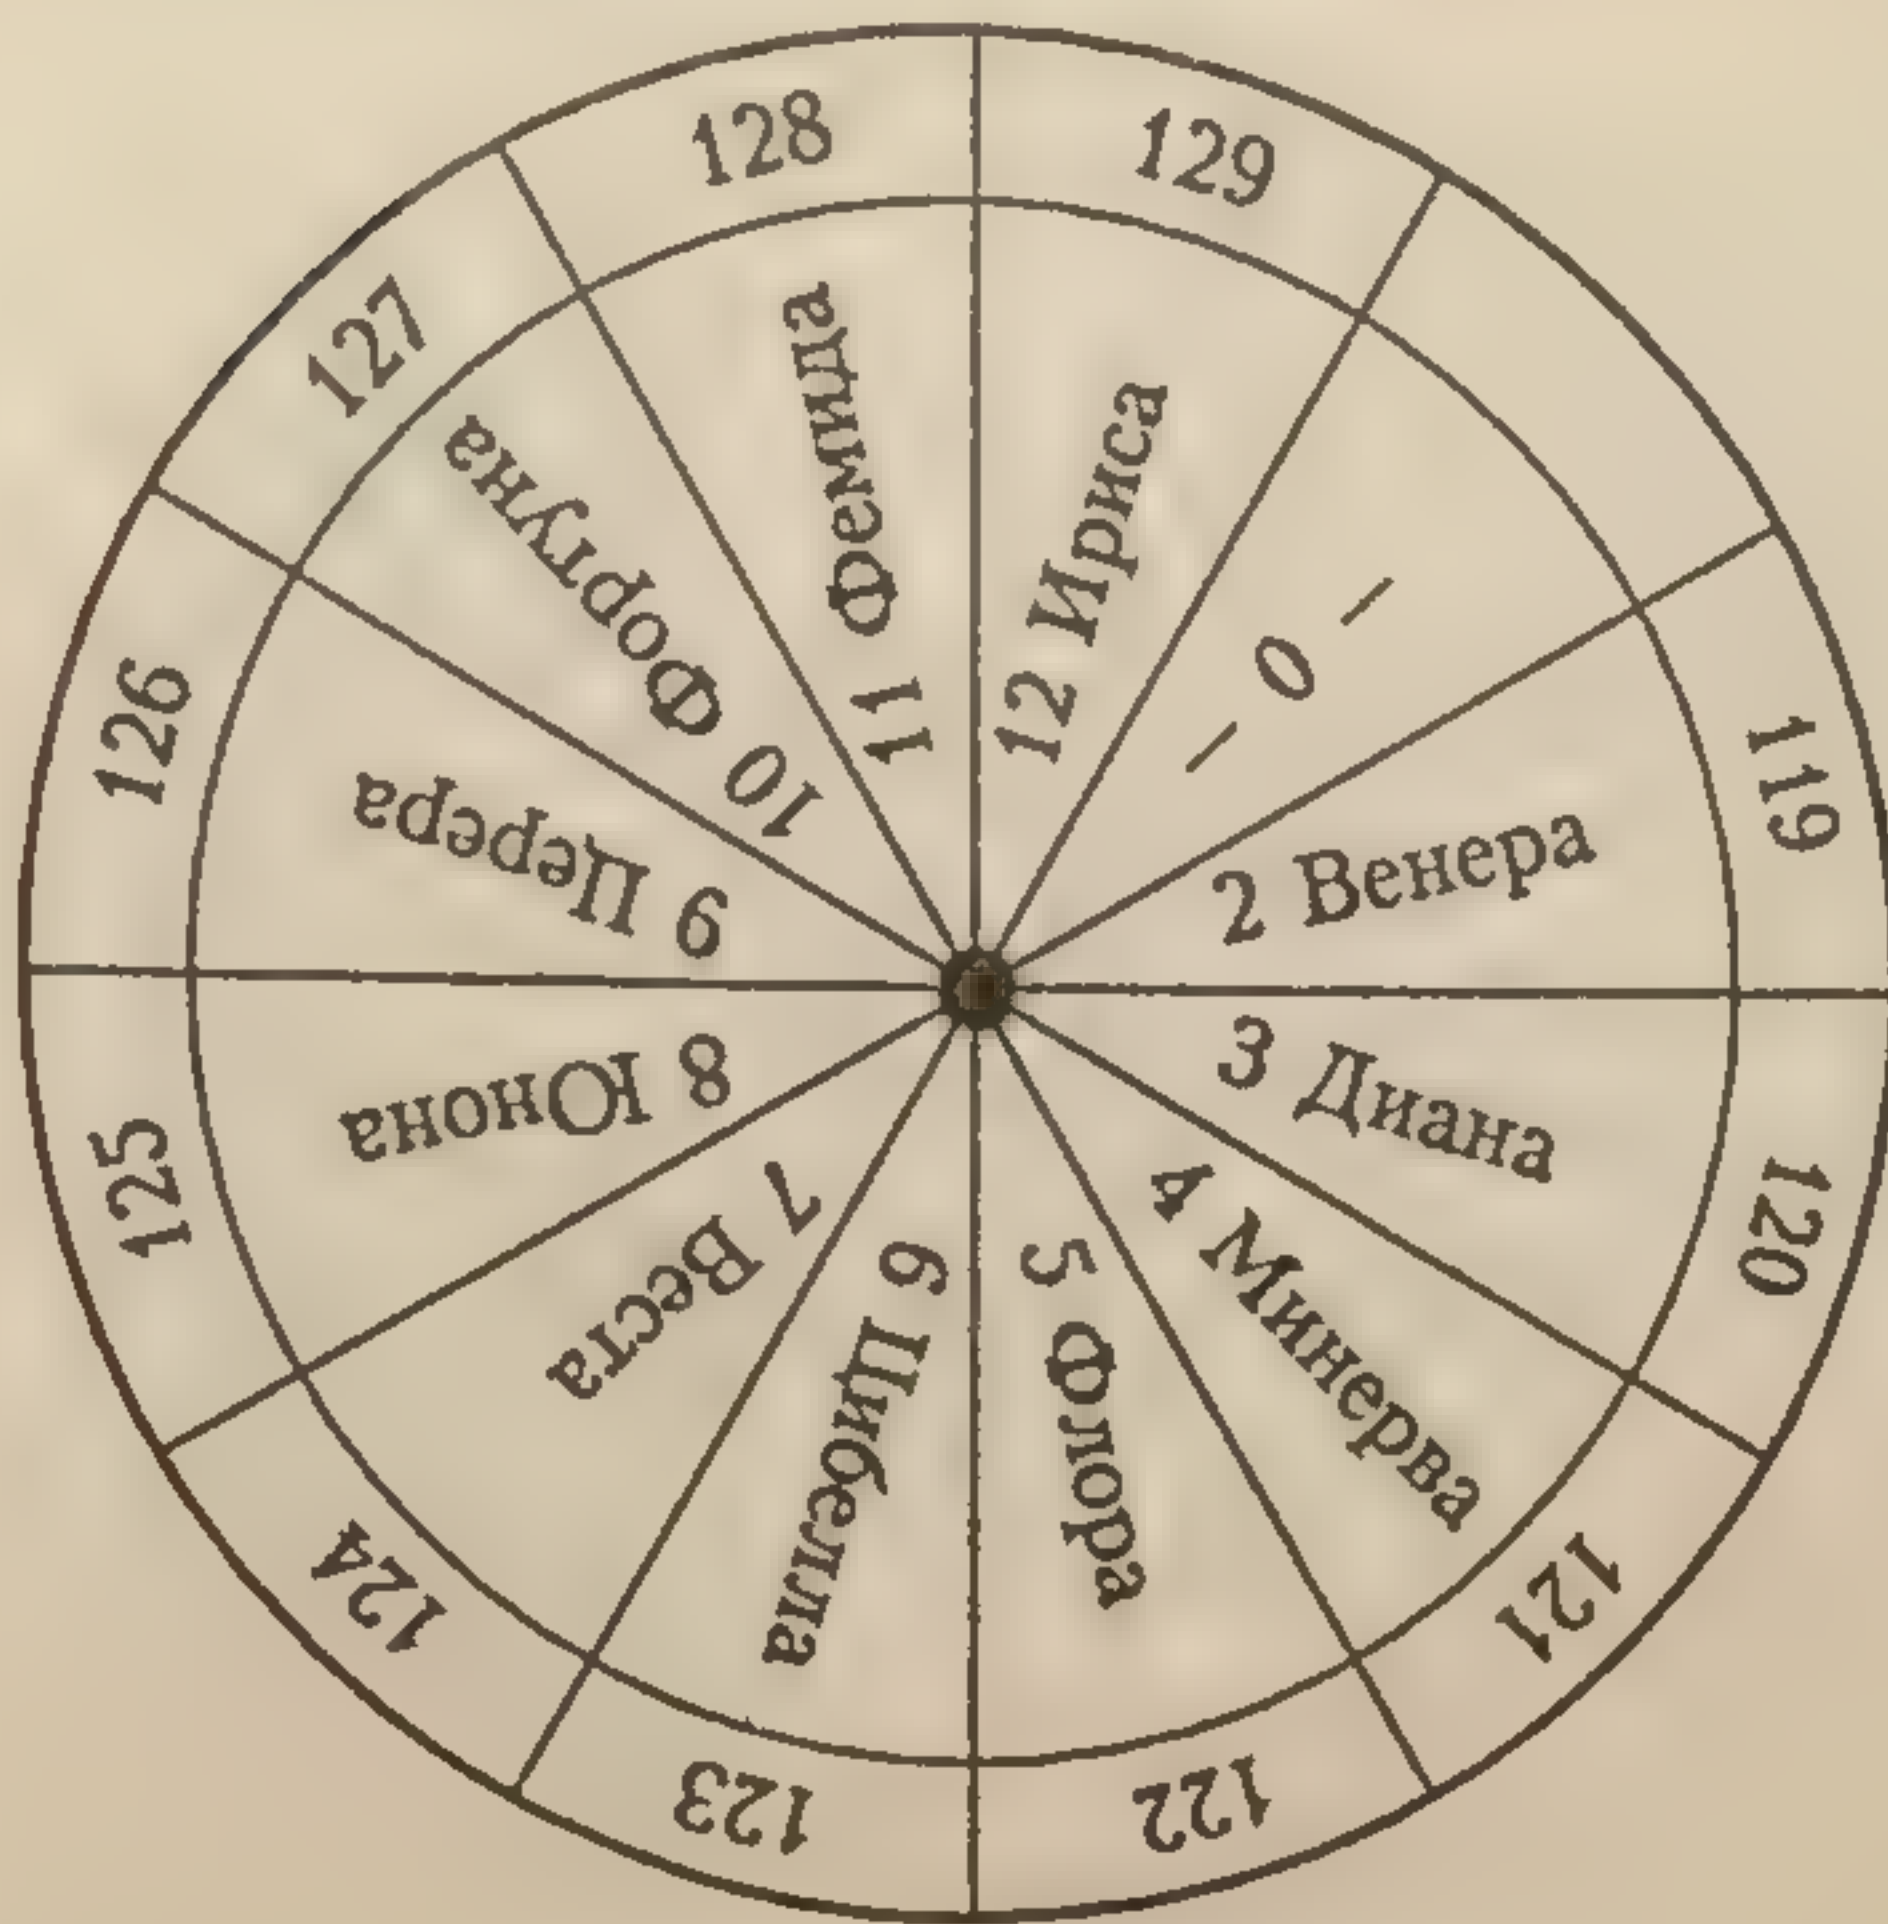 — 0 —
119
2 Венера
120
3 Диана
121
4 Минерва
122
5 Флора
123
6 Цибелла
124
7 Веста
125
8 Юнона
126
9 Церера
127
10 Фортуна
128
11 Фемида
129
12 Ириса